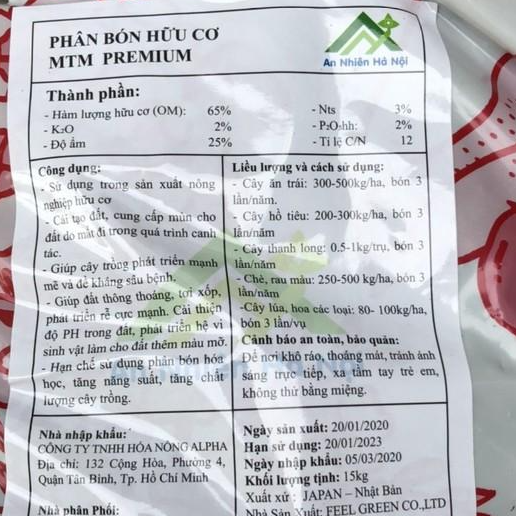 PHÂN BÓN HỮU CƠ
MTM PREMIUM
An Nhiên Hà Nội
Thành phần:
- Hàm lượng hữu cơ (OM): 65%
- K₂O 2%
- Độ ẩm 25%
- Nts 3%
- P₂O₅hh: 2%
- Tỉ lệ C/N 12
Công dụng:
- Sử dụng trong sản xuất nông
nghiệp hữu cơ
- Cải tạo đất, cung cấp mùn cho
đất do mất đi trong quá trình canh
tác.
- Giúp cây trồng phát triển mạnh
mẽ và đề kháng sâu bệnh.
- Giúp đất thông thoáng, tơi xốp,
phát triển rễ cực mạnh. Cải thiện
độ PH trong đất, phát triển hệ vi
sinh vật làm cho đất thêm màu mỡ.
- Hạn chế sử dụng phân bón hóa
học, tăng năng suất, tăng chất
lượng cây trồng.
Liều lượng và cách sử dụng:
- Cây ăn trái: 300-500kg/ha, bón 3
lần/năm.
- Cây hồ tiêu: 200-300kg/ha, bón 3
lần/năm
- Cây thanh long: 0.5-1kg/trụ, bón 3
lần/năm
- Chè, rau màu: 250-500 kg/ha, bón 3
lần/năm
-Cây lúa, hoa các loại: 80- 100kg/ha,
bón 3 lần/vụ
Cảnh báo an toàn, bảo quản:
Để nơi khô ráo, thoáng mát, tránh ánh
sáng trực tiếp, xa tầm tay trẻ em,
không thử bằng miệng.
An Nhiên Hà Nội
Nhà nhập khẩu:
CÔNG TY TNHH HÓA NÔNG ALPHA
Địa chỉ: 132 Cộng Hòa, Phường 4,
Quận Tân Bình, Tp. Hồ Chí Minh
Nhà phân Phối:
Ngày sản xuất: 20/01/2020
Hạn sử dụng: 20/01/2023
Ngày nhập khẩu: 05/03/2020
Khối lượng tịnh: 15kg
Xuất xứ : JAPAN – Nhật Bản
Nhà Sản Xuất: FEEL GREEN CO.,LTD